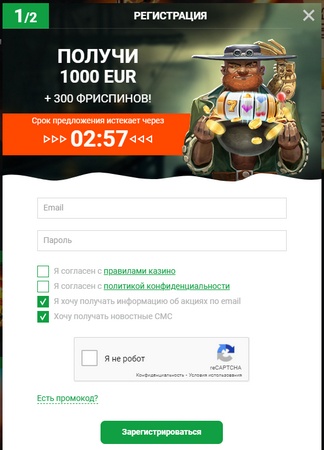 1/2
РЕГИСТРАЦИЯ
ПОЛУЧИ
1000 EUR
+ 300 ФРИСПИНОВ!
Срок предложения истекает через
02:57
Email
Пароль
Я согласен с правилами казино
Я согласен с политикой конфиденциальности
Я хочу получать информацию об акциях по email
Хочу получать новостные СМС
Я не робот
reCAPTCHA
Конфиденциальность • Условия использования
Есть промокод?
Зарегистрироваться